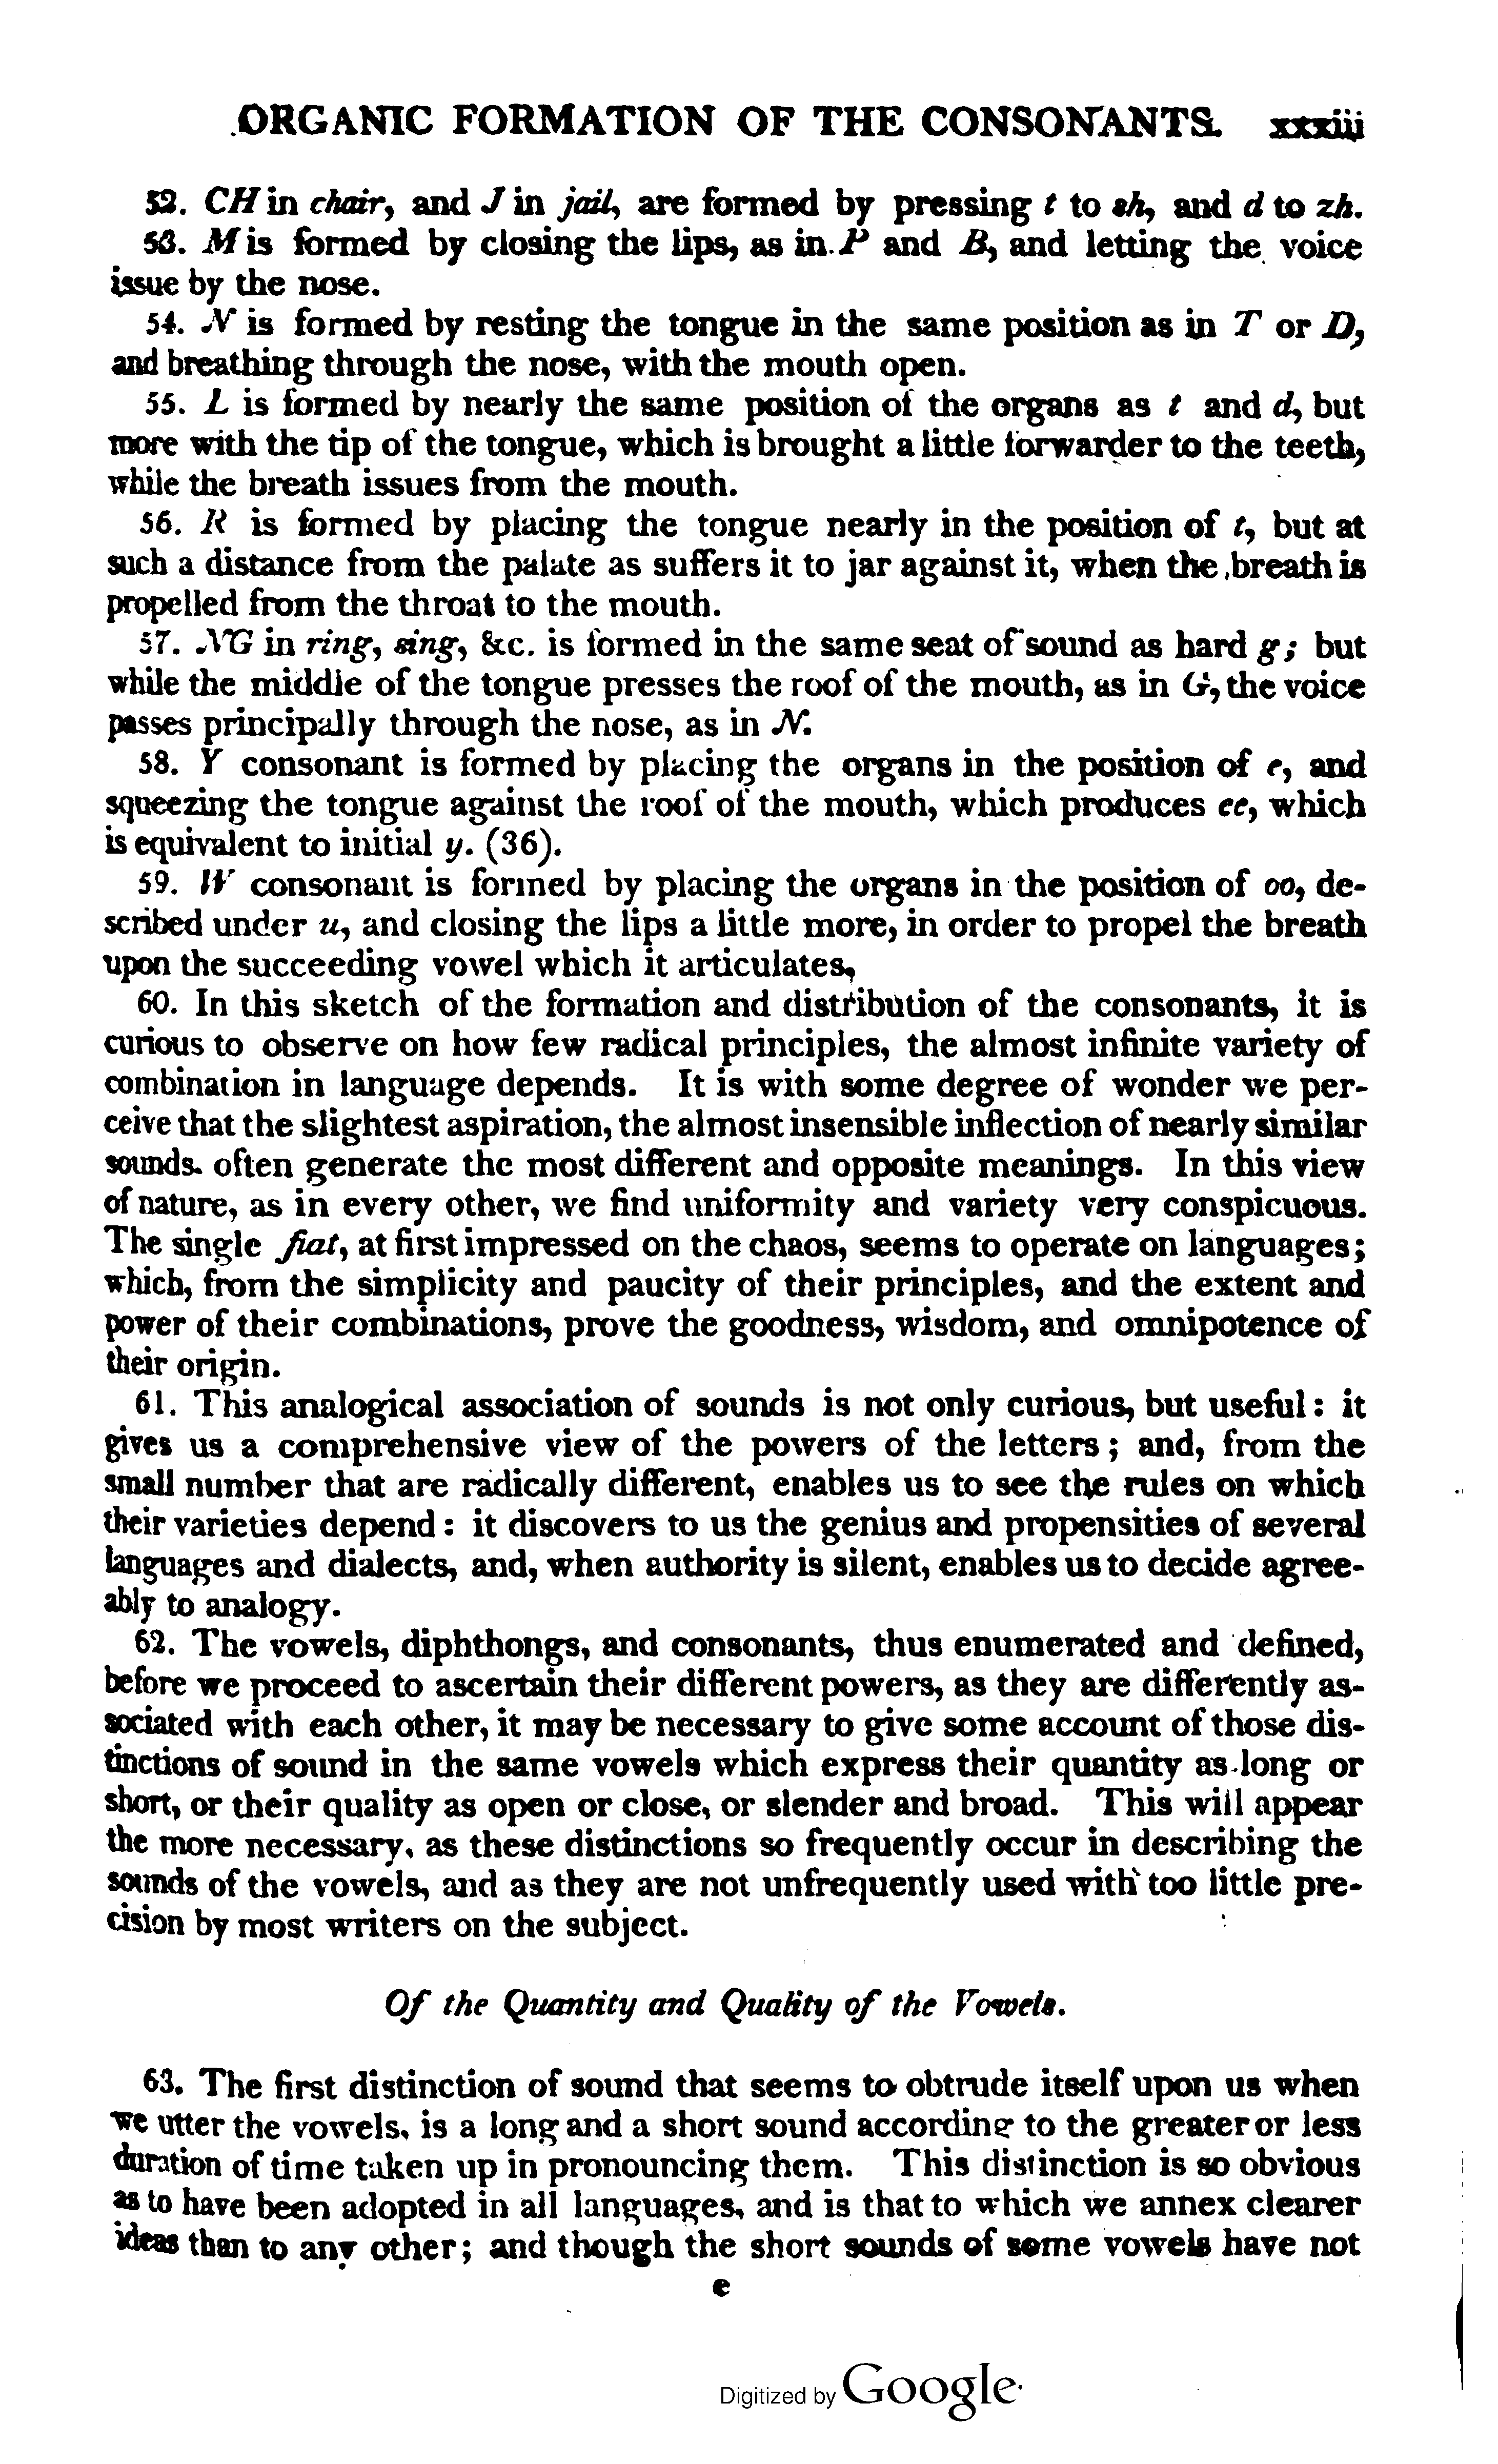 ORGANIC FORMATION OF THE CONSONANTS. xxxiii
52. CH in chair, and J in jail, are formed by pressing t to sh, and d to zh.
53. M is formed by closing the lips, as in P and B, and letting the voice
issue by the nose.
54. N is formed by resting the tongue in the same position as in T or D,
and breathing through the nose, with the mouth open.
55. L is formed by nearly the same position of the organs as t and d, but
more with the tip of the tongue, which is brought a little forwarder to the teeth,
while the breath issues from the mouth.
56. R is formed by placing the tongue nearly in the position of t, but at
such a distance from the palate as suffers it to jar against it, when the breath is
propelled from the throat to the mouth.
57. NG in ring, sing, &c. is formed in the same seat of sound as hard g; but
while the middle of the tongue presses the roof of the mouth, as in G, the voice
passes principally through the nose, as in N.
58. Y consonant is formed by placing the organs in the position of e, and
squeezing the tongue against the roof of the mouth, which produces ee, which
is equivalent to initial y. (36).
59. W consonant is formed by placing the organs in the position of oo, de-
scribed under u, and closing the lips a little more, in order to propel the breath
upon the succeeding vowel which it articulates,
60. In this sketch of the formation and distribution of the consonants, it is
curious to observe on how few radical principles, the almost infinite variety of
combination in language depends. It is with some degree of wonder we per-
ceive that the slightest aspiration, the almost insensible inflection of nearly similar
sounds. often generate the most different and opposite meanings. In this view
of nature, as in every other, we find uniformity and variety very conspicuous.
The single fiat, at first impressed on the chaos, seems to operate on languages;
which, from the simplicity and paucity of their principles, and the extent and
power of their combinations, prove the goodness, wisdom, and omnipotence of
their origin.
61. This analogical association of sounds is not only curious, but useful: it
gives us a comprehensive view of the powers of the letters; and, from the
small number that are radically different, enables us to see the rules on which
their varieties depend: it discovers to us the genius and propensities of several
languages and dialects, and, when authority is silent, enables us to decide agree-
ably to analogy.
62. The vowels, diphthongs, and consonants, thus enumerated and defined,
before we proceed to ascertain their different powers, as they are differently as-
sociated with each other, it may be necessary to give some account of those dis-
tinctions of sound in the same vowels which express their quantity as long or
short, or their quality as open or close, or slender and broad. This will appear
the more necessary, as these distinctions so frequently occur in describing the
sounds of the vowels, and as they are not unfrequently used with too little pre-
cision by most writers on the subject.
Of the Quantity and Quality of the Vowels.
63. The first distinction of sound that seems to obtrude itself upon us when
we utter the vowels, is a long and a short sound according to the greater or less
duration of time taken up in pronouncing them. This distinction is so obvious
as to have been adopted in all languages, and is that to which we annex clearer
ideas than to any other; and though the short sounds of some vowels have not
e
Digitized by Google